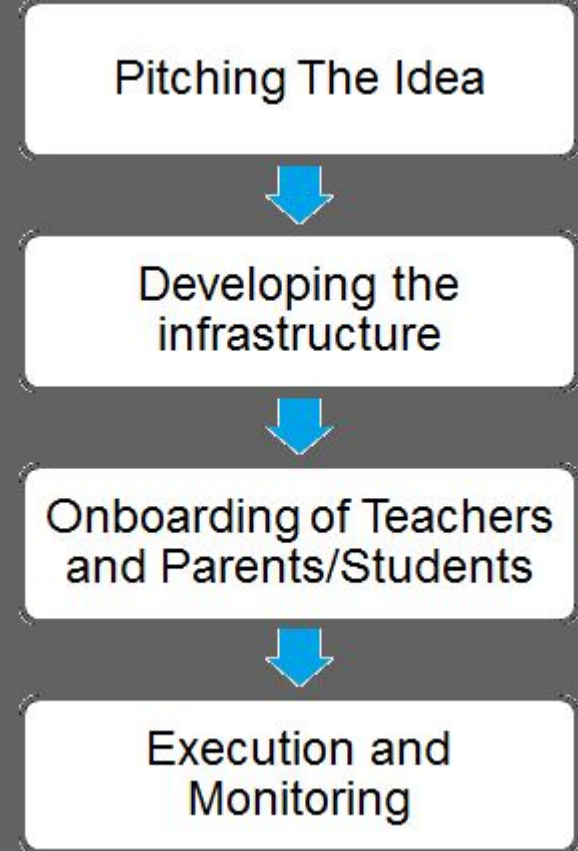 Pitching The Idea
Developing the
infrastructure
Onboarding of Teachers
and Parents/Students
Execution and
Monitoring